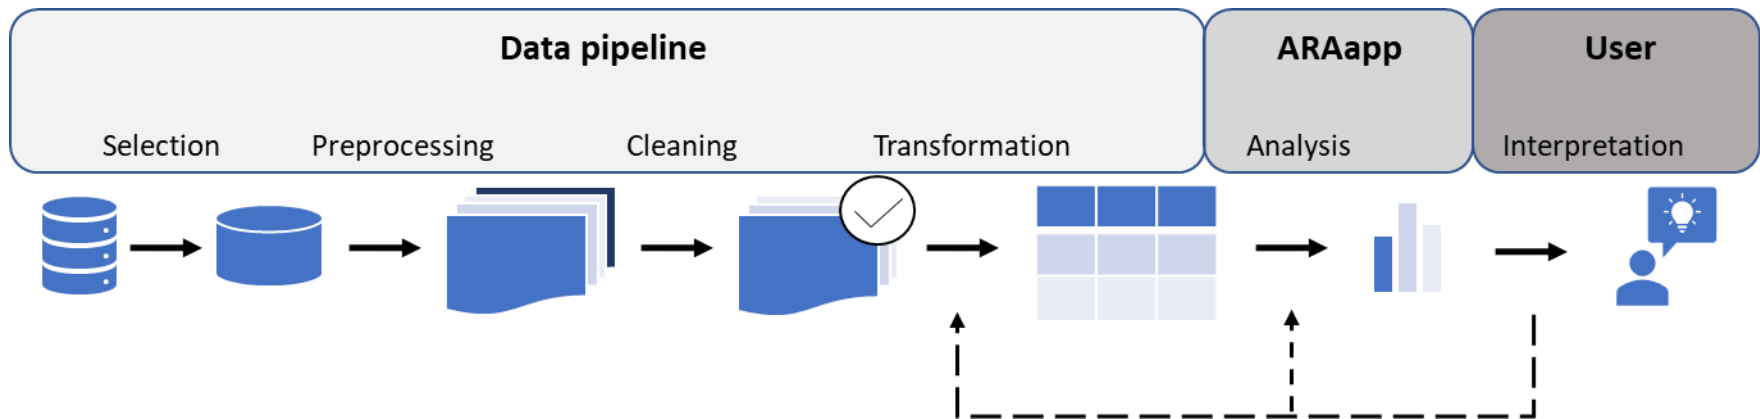 Data pipeline
ARAapp
User
Selection
Preprocessing
Cleaning
Transformation
Analysis
Interpretation